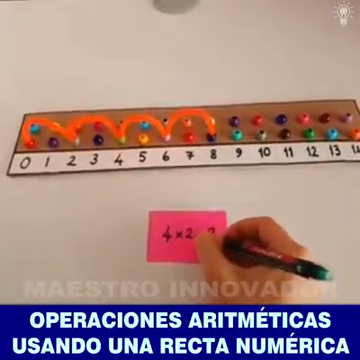 0 1 2 3 4 5 6 7 8 9 10 11 12 13 14
4×2=?
MAESTRO INNOVADOR
OPERACIONES ARITMÉTICAS
USANDO UNA RECTA NUMÉRICA